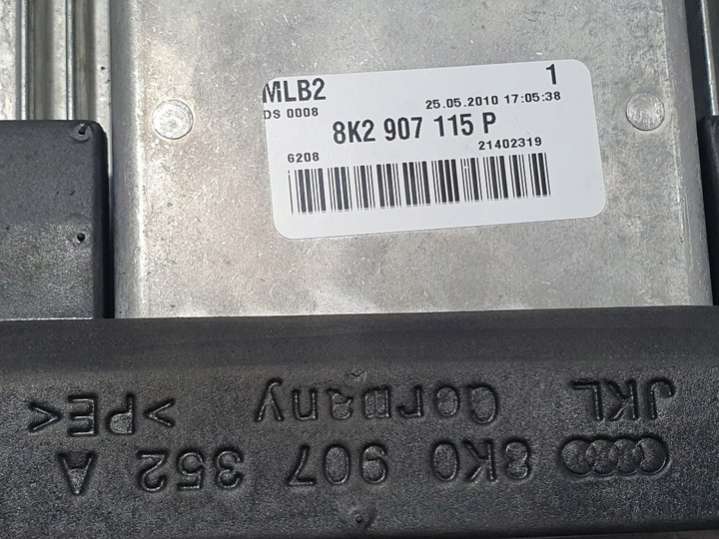 MLB2 1
DS 0008 25.05.2010 17:05:38
8K2 907 115 P
6208 21402319
8K0 907 352 A
JKL Germany >PE<